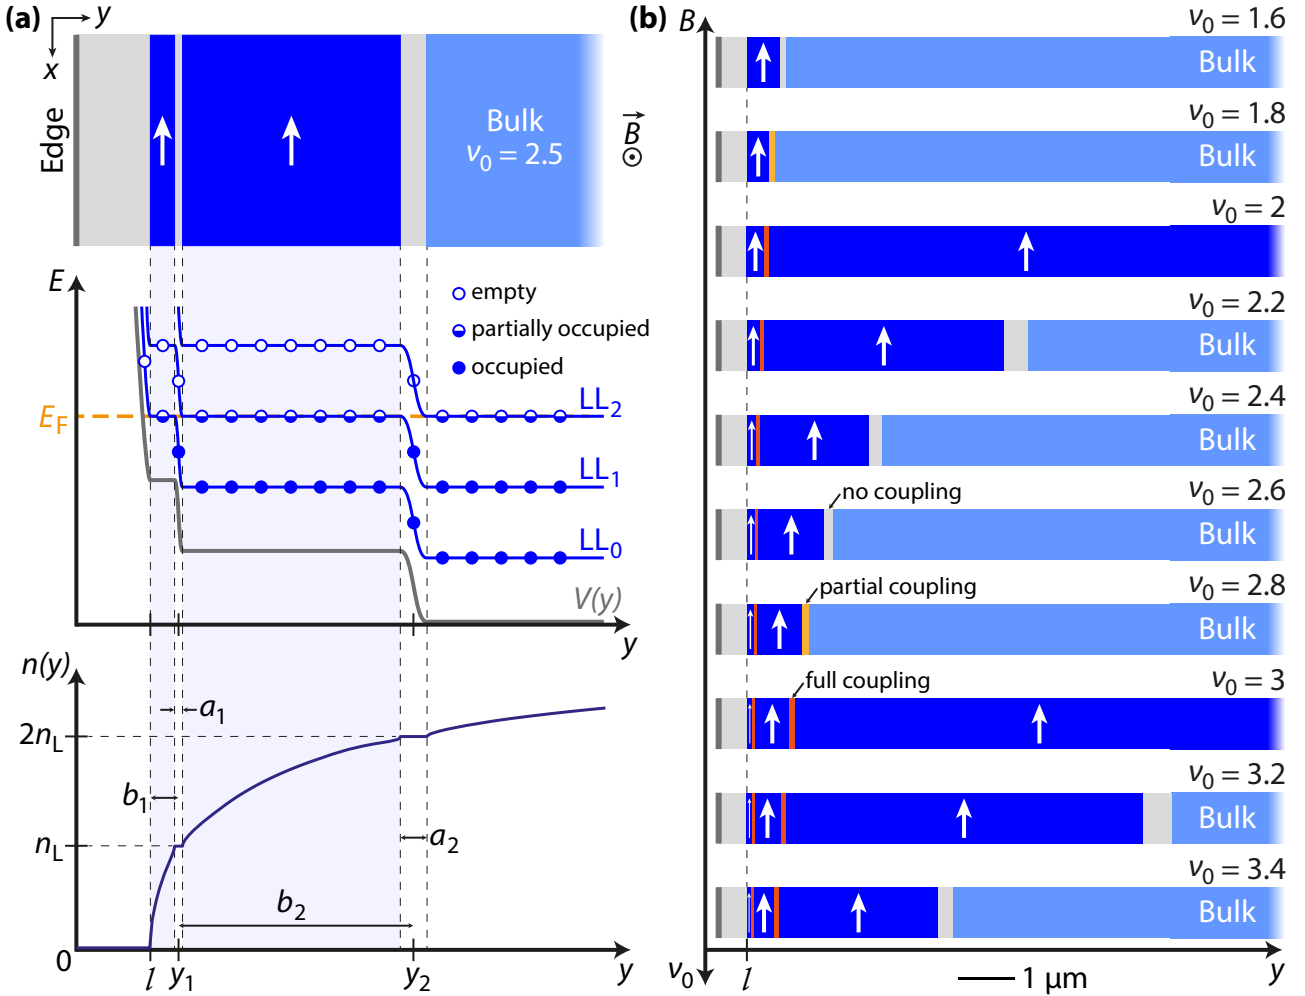 (a)
y
x
Edge
Bulk
ν0 = 2.5
B
E
empty
partially occupied
occupied
EF
LL2
LL1
LL0
V(y)
y
n(y)
a1
2nL
b1
nL
a2
b2
0
l
y1
y2
y
(b)
B
ν0 = 1.6
Bulk
ν0 = 1.8
Bulk
ν0 = 2
ν0 = 2.2
Bulk
ν0 = 2.4
Bulk
ν0 = 2.6
no coupling
Bulk
ν0 = 2.8
partial coupling
Bulk
ν0 = 3
full coupling
ν0 = 3.2
Bulk
ν0 = 3.4
Bulk
ν0
l
1 µm
y